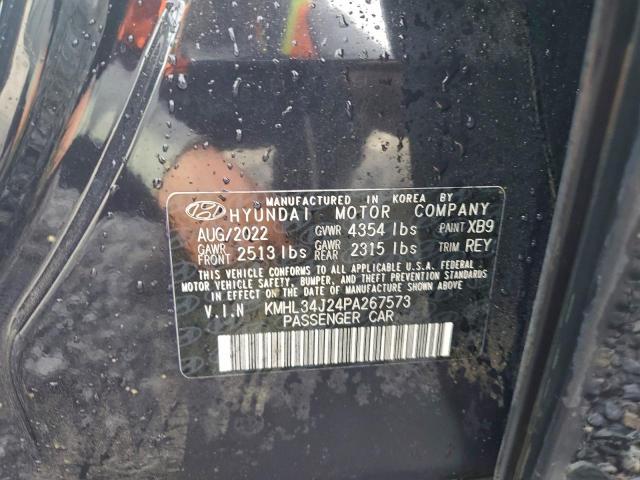 MANUFACTURED IN KOREA BY
HYUNDAI MOTOR COMPANY
AUG/2022 GVWR 4354 lbs PAINT XB9
GAWR FRONT 2513 lbs GAWR REAR 2315 lbs TRIM REY
THIS VEHICLE CONFORMS TO ALL APPLICABLE U.S.A. FEDERAL
MOTOR VEHICLE SAFETY, BUMPER, AND THEFT PREVENTION STANDARDS
IN EFFECT ON THE DATE OF MANUFACTURE SHOWN ABOVE.
V.I.N KMHL34J24PA267573
PASSENGER CAR